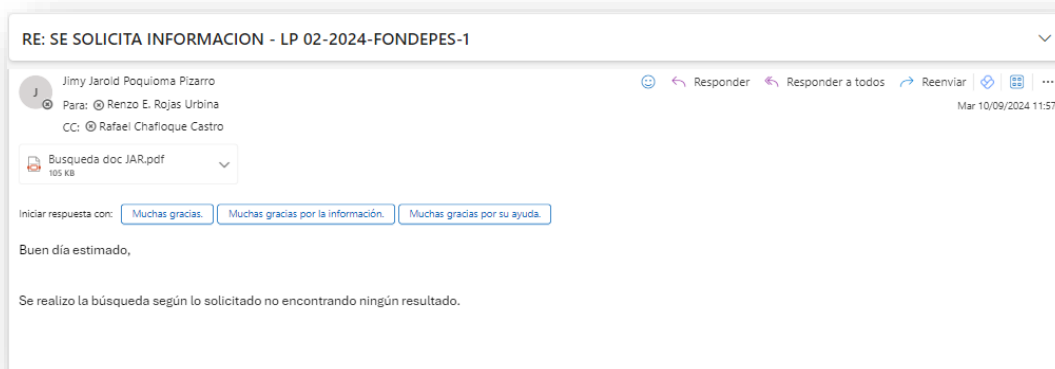 RE: SE SOLICITA INFORMACION - LP 02-2024-FONDEPES-1
Jimy Jarold Poquioma Pizarro
Responder
Responder a todos
Reenviar
J
Para: Renzo E. Rojas Urbina
Mar 10/09/2024 11:57
CC: Rafael Chafloque Castro
Busqueda doc JAR.pdf
105 KB
Iniciar respuesta con: Muchas gracias. Muchas gracias por la información. Muchas gracias por su ayuda.
Buen día estimado,
Se realizo la búsqueda según lo solicitado no encontrando ningún resultado.